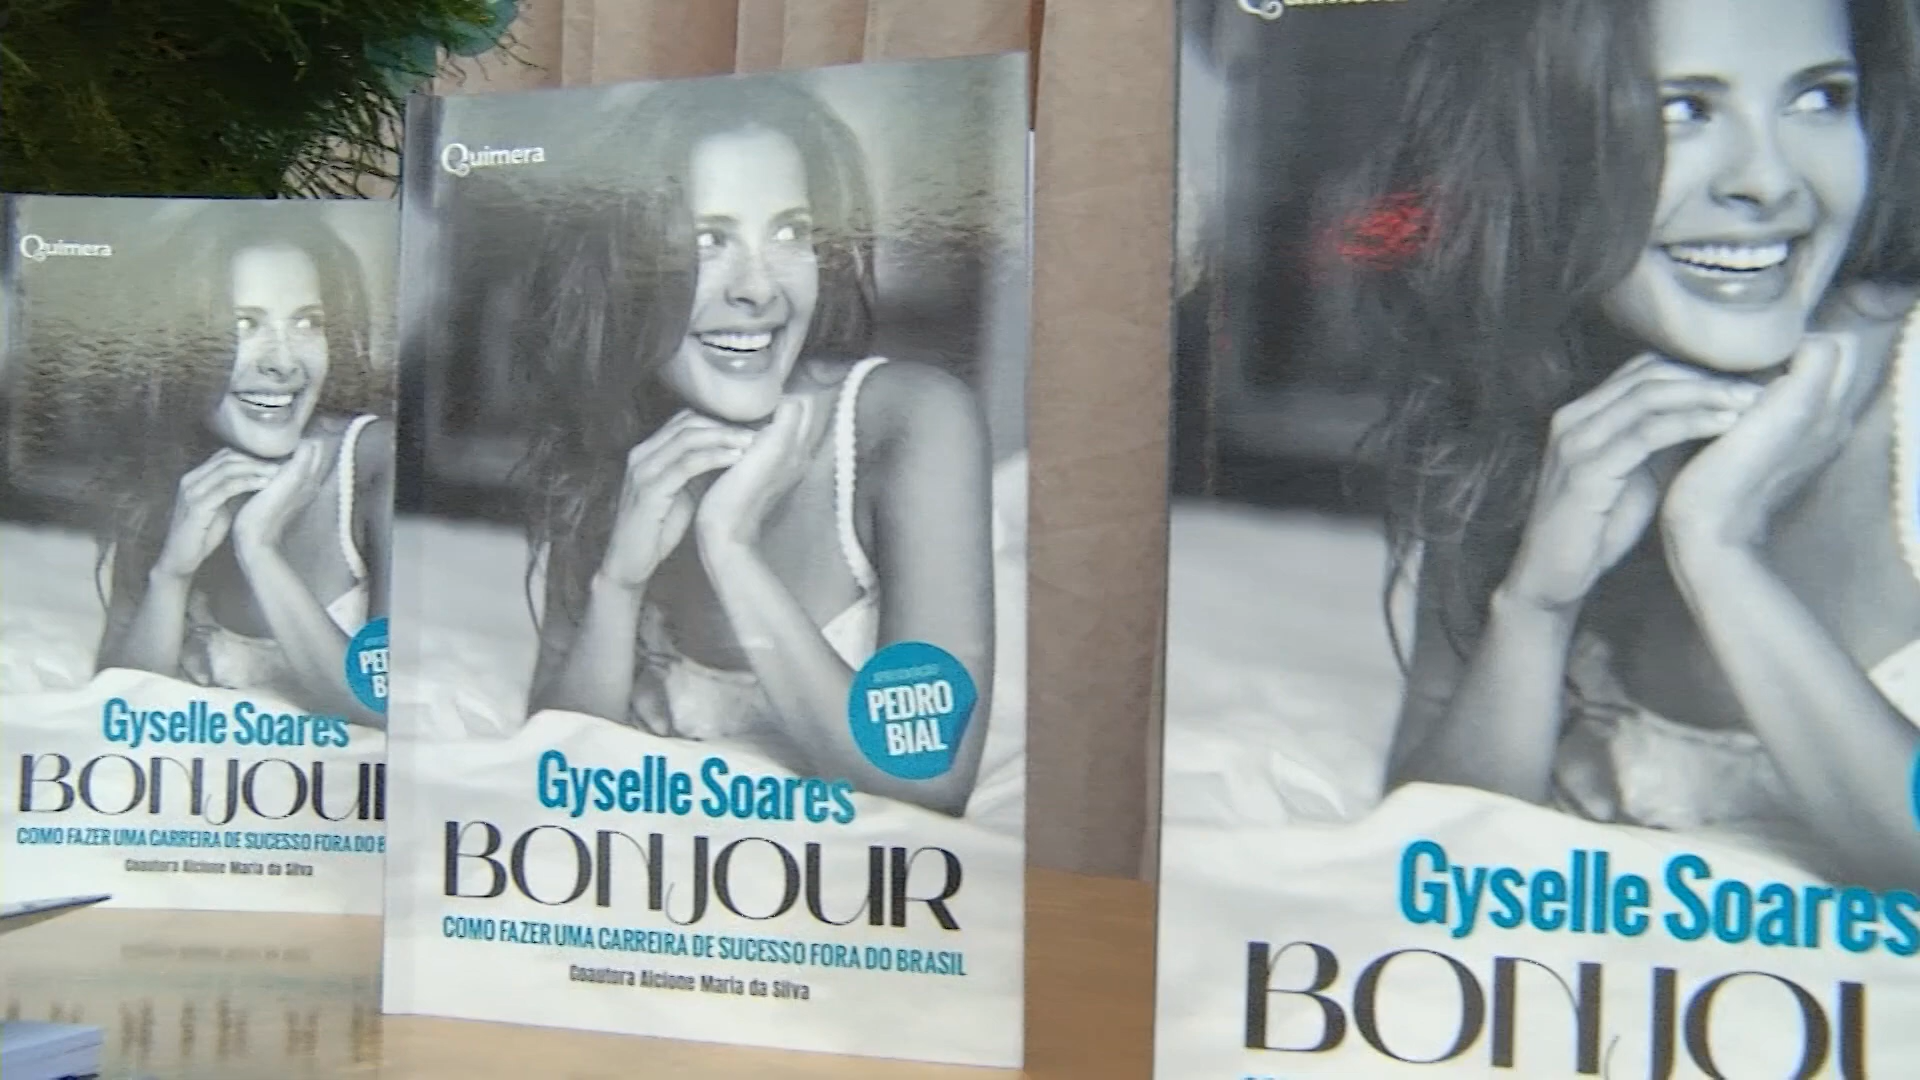 Quimera
Gyselle Soares
BONJOUR
COMO FAZER UMA CARREIRA DE SUCESSO FORA DO B
Coautora Alcione Maria da Silva
Quimera
PEDRO
BIAL
Gyselle Soares
BONJOUR
COMO FAZER UMA CARREIRA DE SUCESSO FORA DO BRASIL
Coautora Alcione Maria da Silva
Gyselle Soares
BONJOU